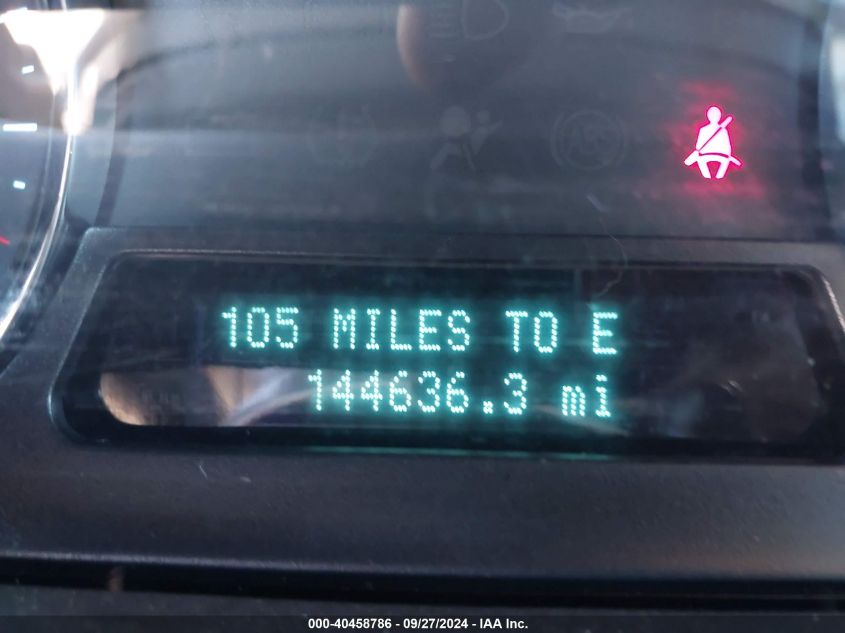 105 MILES TO E
144636.3 mi
000-40458786 - 09/27/2024 - IAA Inc.